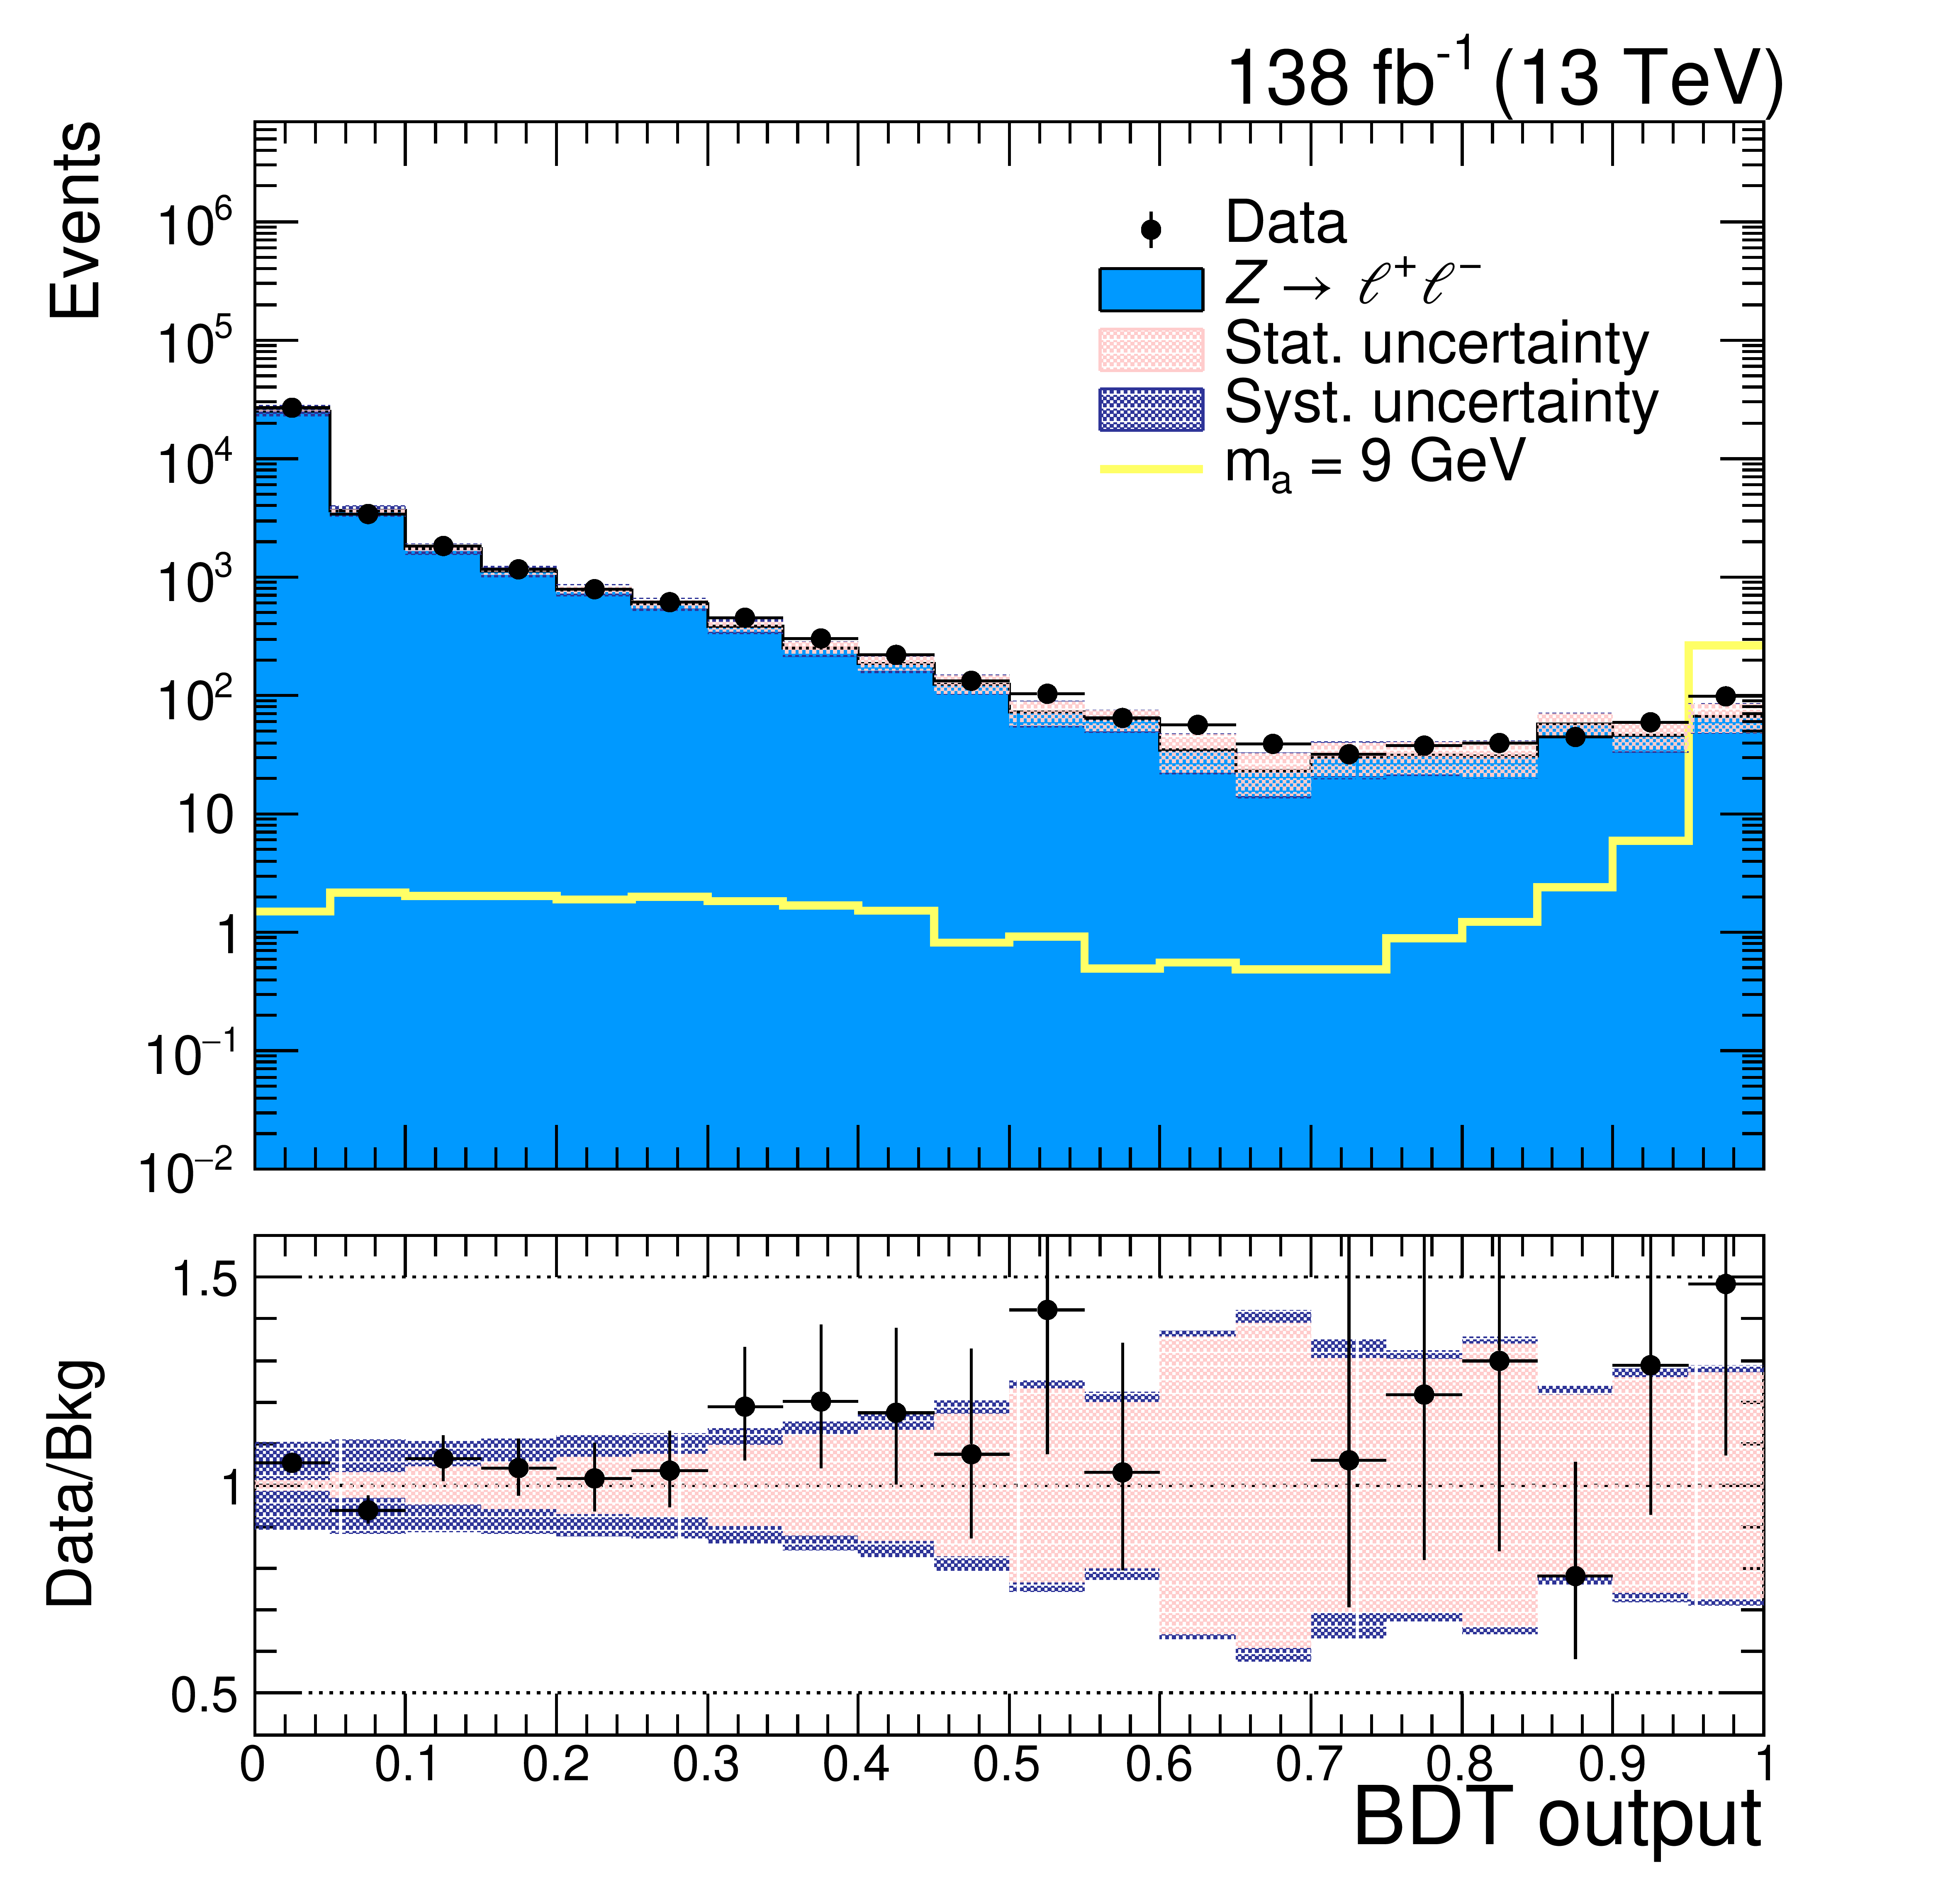 138 fb⁻¹ (13 TeV)
Events
10⁶
10⁵
10⁴
10³
10²
10
1
10⁻¹
10⁻²
Data
Z → ℓ⁺ℓ⁻
Stat. uncertainty
Syst. uncertainty
mₐ = 9 GeV
Data/Bkg
1.5
1
0.5
0 0.1 0.2 0.3 0.4 0.5 0.6 0.7 0.8 0.9 1
BDT output